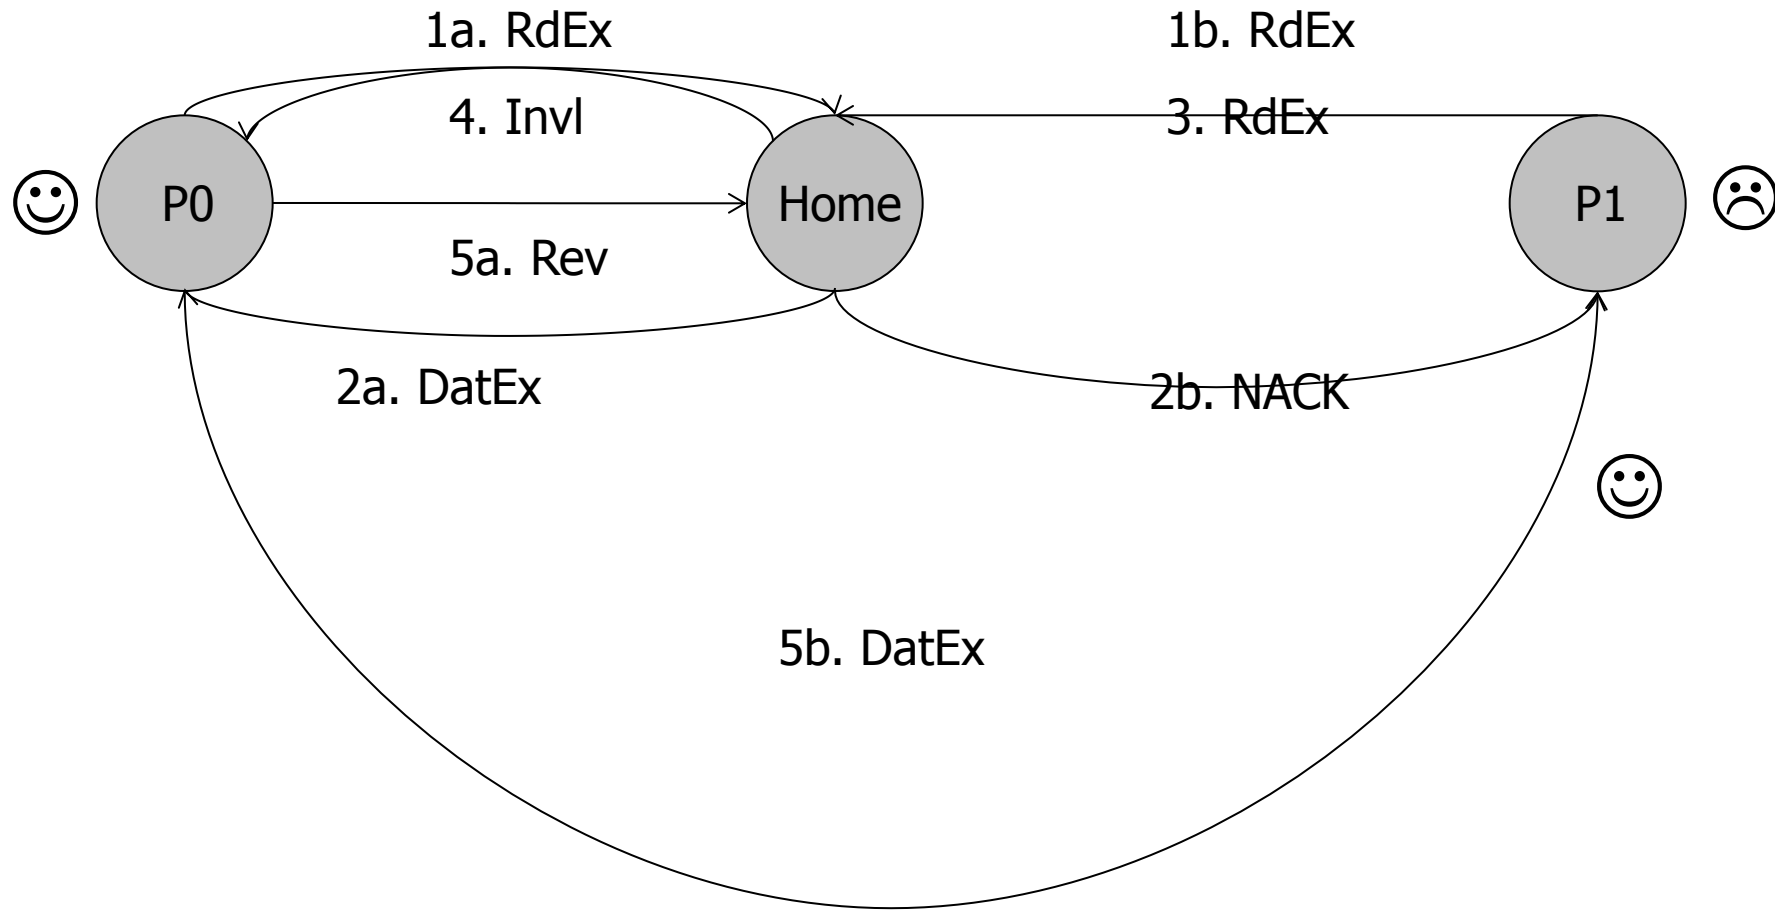 1a. RdEx
1b. RdEx
4. Invl
3. RdEx
P0
Home
P1
5a. Rev
2a. DatEx
2b. NACK
5b. DatEx